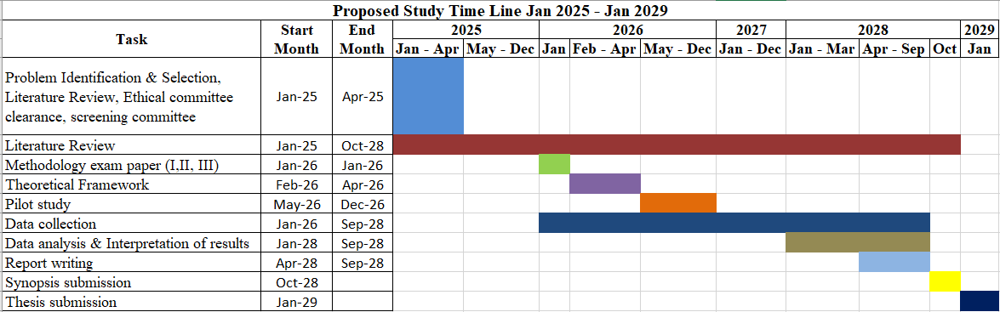 Proposed Study Time Line Jan 2025 - Jan 2029
Task Start Month End Month 2025 2026 2027 2028 2029
Jan - Apr May - Dec Jan Feb - Apr May - Dec Jan - Dec Jan - Mar Apr - Sep Oct Jan
Problem Identification & Selection,
Literature Review, Ethical committee Jan-25 Apr-25
clearance, screening committee
Literature Review Jan-25 Oct-28
Methodology exam paper (I,II, III) Jan-26 Jan-26
Theoretical Framework Feb-26 Apr-26
Pilot study May-26 Dec-26
Data collection Jan-26 Sep-28
Data analysis & Interpretation of results Jan-28 Sep-28
Report writing Apr-28 Sep-28
Synopsis submission Oct-28
Thesis submission Jan-29